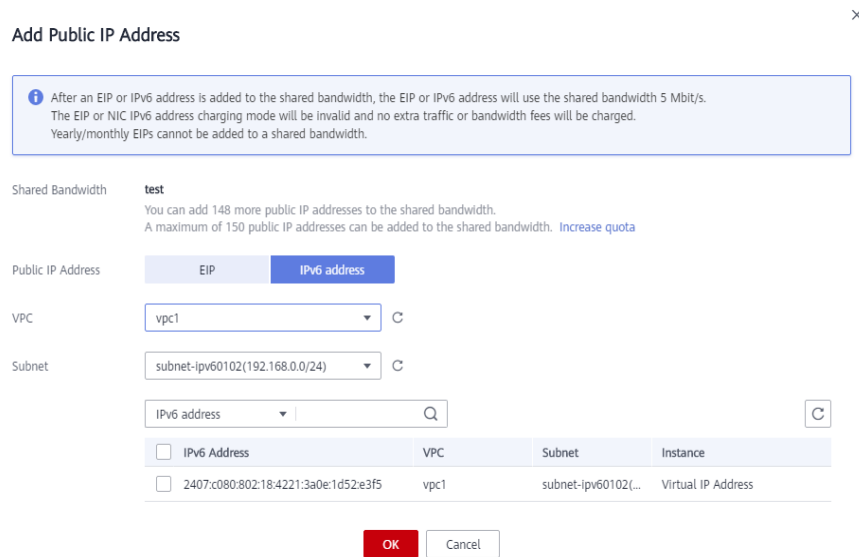 Add Public IP Address
After an EIP or IPv6 address is added to the shared bandwidth, the EIP or IPv6 address will use the shared bandwidth 5 Mbit/s.
The EIP or NIC IPv6 address charging mode will be invalid and no extra traffic or bandwidth fees will be charged.
Yearly/monthly EIPs cannot be added to a shared bandwidth.
Shared Bandwidth test
You can add 148 more public IP addresses to the shared bandwidth.
A maximum of 150 public IP addresses can be added to the shared bandwidth. Increase quota
Public IP Address EIP IPv6 address
VPC vpc1
Subnet subnet-ipv60102(192.168.0.0/24)
IPv6 address
IPv6 Address VPC Subnet Instance
2407:c080:802:18:4221:3a0e:1d52:e3f5 vpc1 subnet-ipv60102(... Virtual IP Address
OK Cancel